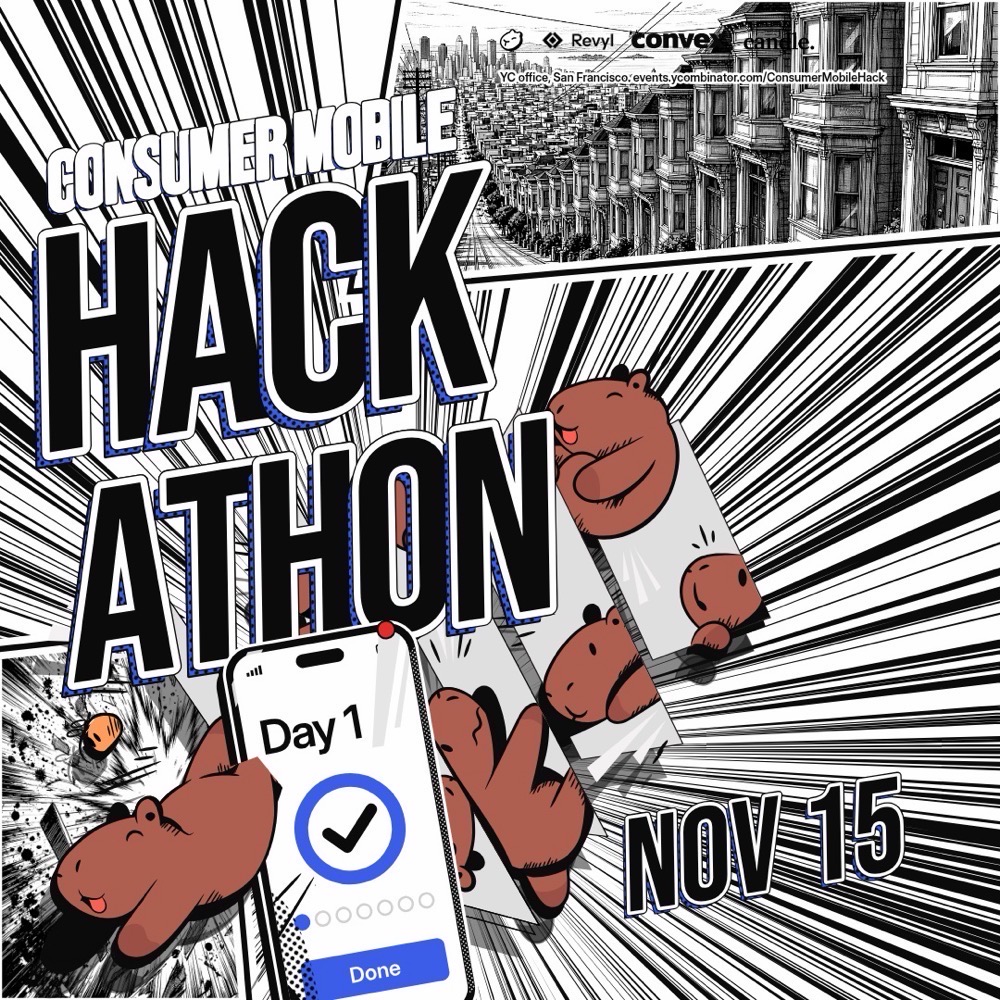 Revyl convex candle.
YC office, San Francisco. events.ycombinator.com/ConsumerMobileHack
CONSUMER MOBILE
HACK
ATHON
Day 1
Done
NOV 15